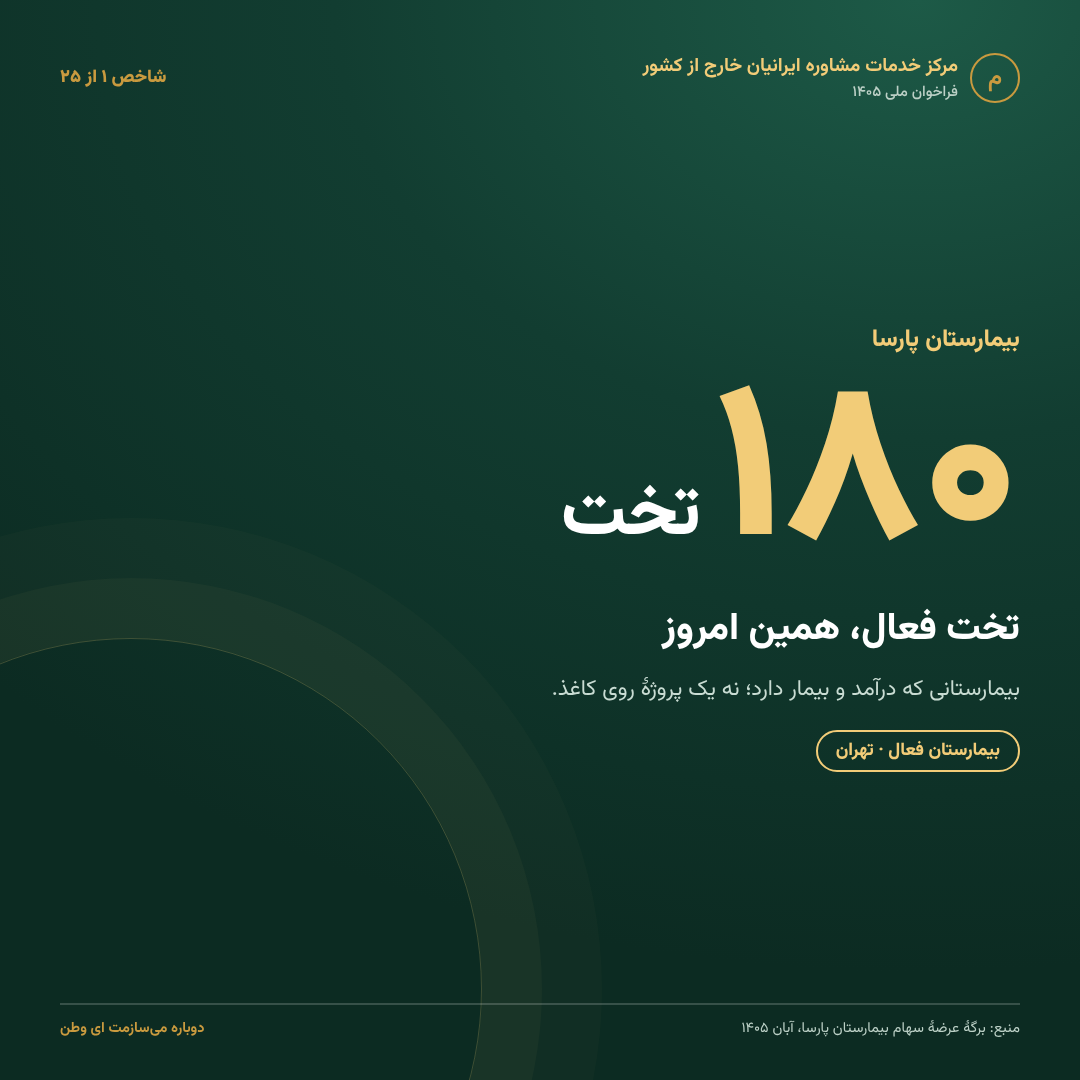 م
مرکز خدمات مشاوره ایرانیان خارج از کشور
فراخوان ملی ۱۴۰۵
شاخص ۱ از ۲۵
بیمارستان پارسا
۱۸۰ تخت
تخت فعال، همین امروز
بیمارستانی که درآمد و بیمار دارد؛ نه یک پروژهٔ روی کاغذ.
بیمارستان فعال · تهران
منبع: برگهٔ عرضهٔ سهام بیمارستان پارسا، آبان ۱۴۰۵
دوباره می‌سازمت ای وطن